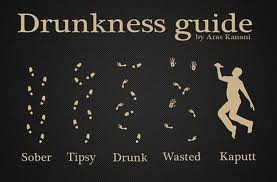 Drunkness guide
by Aras Kanani
Sober Tipsy Drunk Wasted Kaputt